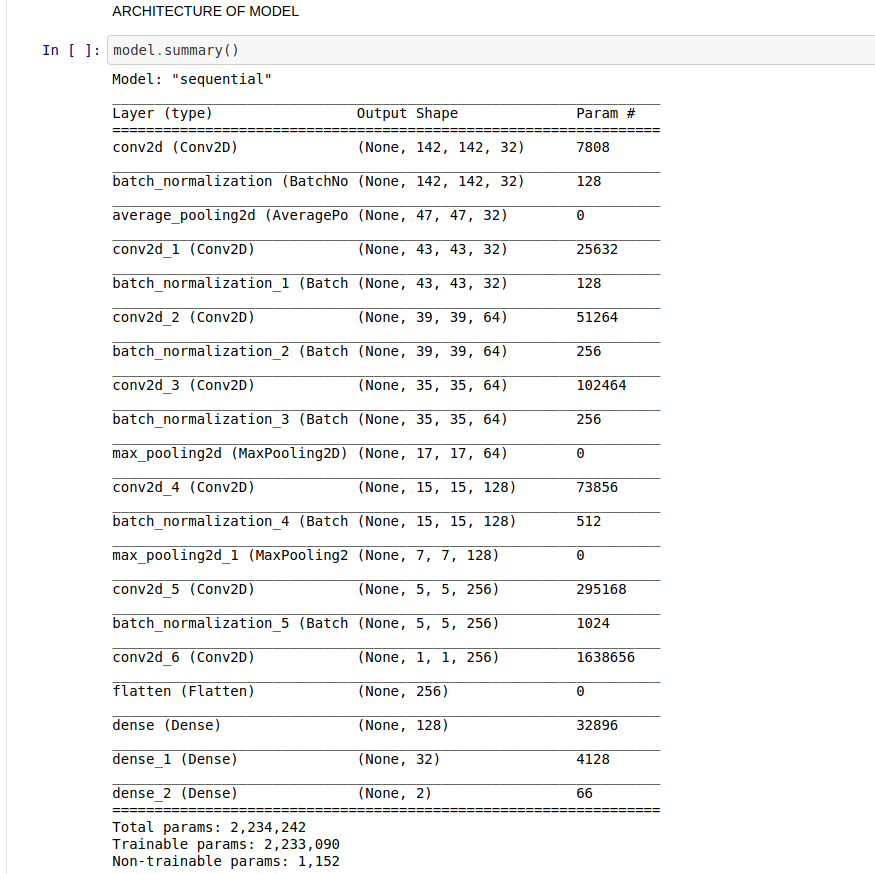 ARCHITECTURE OF MODEL
In [ ]: model.summary()
Model: "sequential"
_________________________________________________________________
Layer (type)                 Output Shape              Param #
=================================================================
conv2d (Conv2D)              (None, 142, 142, 32)      7808
_________________________________________________________________
batch_normalization (BatchNo (None, 142, 142, 32)      128
_________________________________________________________________
average_pooling2d (AveragePo (None, 47, 47, 32)        0
_________________________________________________________________
conv2d_1 (Conv2D)            (None, 43, 43, 32)        25632
_________________________________________________________________
batch_normalization_1 (Batch (None, 43, 43, 32)        128
_________________________________________________________________
conv2d_2 (Conv2D)            (None, 39, 39, 64)        51264
_________________________________________________________________
batch_normalization_2 (Batch (None, 39, 39, 64)        256
_________________________________________________________________
conv2d_3 (Conv2D)            (None, 35, 35, 64)        102464
_________________________________________________________________
batch_normalization_3 (Batch (None, 35, 35, 64)        256
_________________________________________________________________
max_pooling2d (MaxPooling2D) (None, 17, 17, 64)        0
_________________________________________________________________
conv2d_4 (Conv2D)            (None, 15, 15, 128)       73856
_________________________________________________________________
batch_normalization_4 (Batch (None, 15, 15, 128)       512
_________________________________________________________________
max_pooling2d_1 (MaxPooling2 (None, 7, 7, 128)         0
_________________________________________________________________
conv2d_5 (Conv2D)            (None, 5, 5, 256)         295168
_________________________________________________________________
batch_normalization_5 (Batch (None, 5, 5, 256)         1024
_________________________________________________________________
conv2d_6 (Conv2D)            (None, 1, 1, 256)         1638656
_________________________________________________________________
flatten (Flatten)            (None, 256)               0
_________________________________________________________________
dense (Dense)                (None, 128)               32896
_________________________________________________________________
dense_1 (Dense)              (None, 32)                4128
_________________________________________________________________
dense_2 (Dense)              (None, 2)                 66
=================================================================
Total params: 2,234,242
Trainable params: 2,233,090
Non-trainable params: 1,152